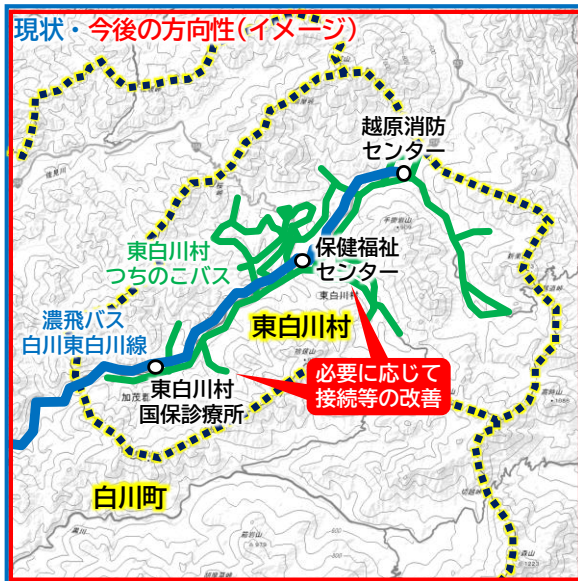 現状・今後の方向性(イメージ)
越原消防
センター
東白川村
つちのこバス
保健福祉
センター
東白川村
濃飛バス
白川東白川線
東白川村
必要に応じて
接続等の改善
東白川村
国保診療所
白川町